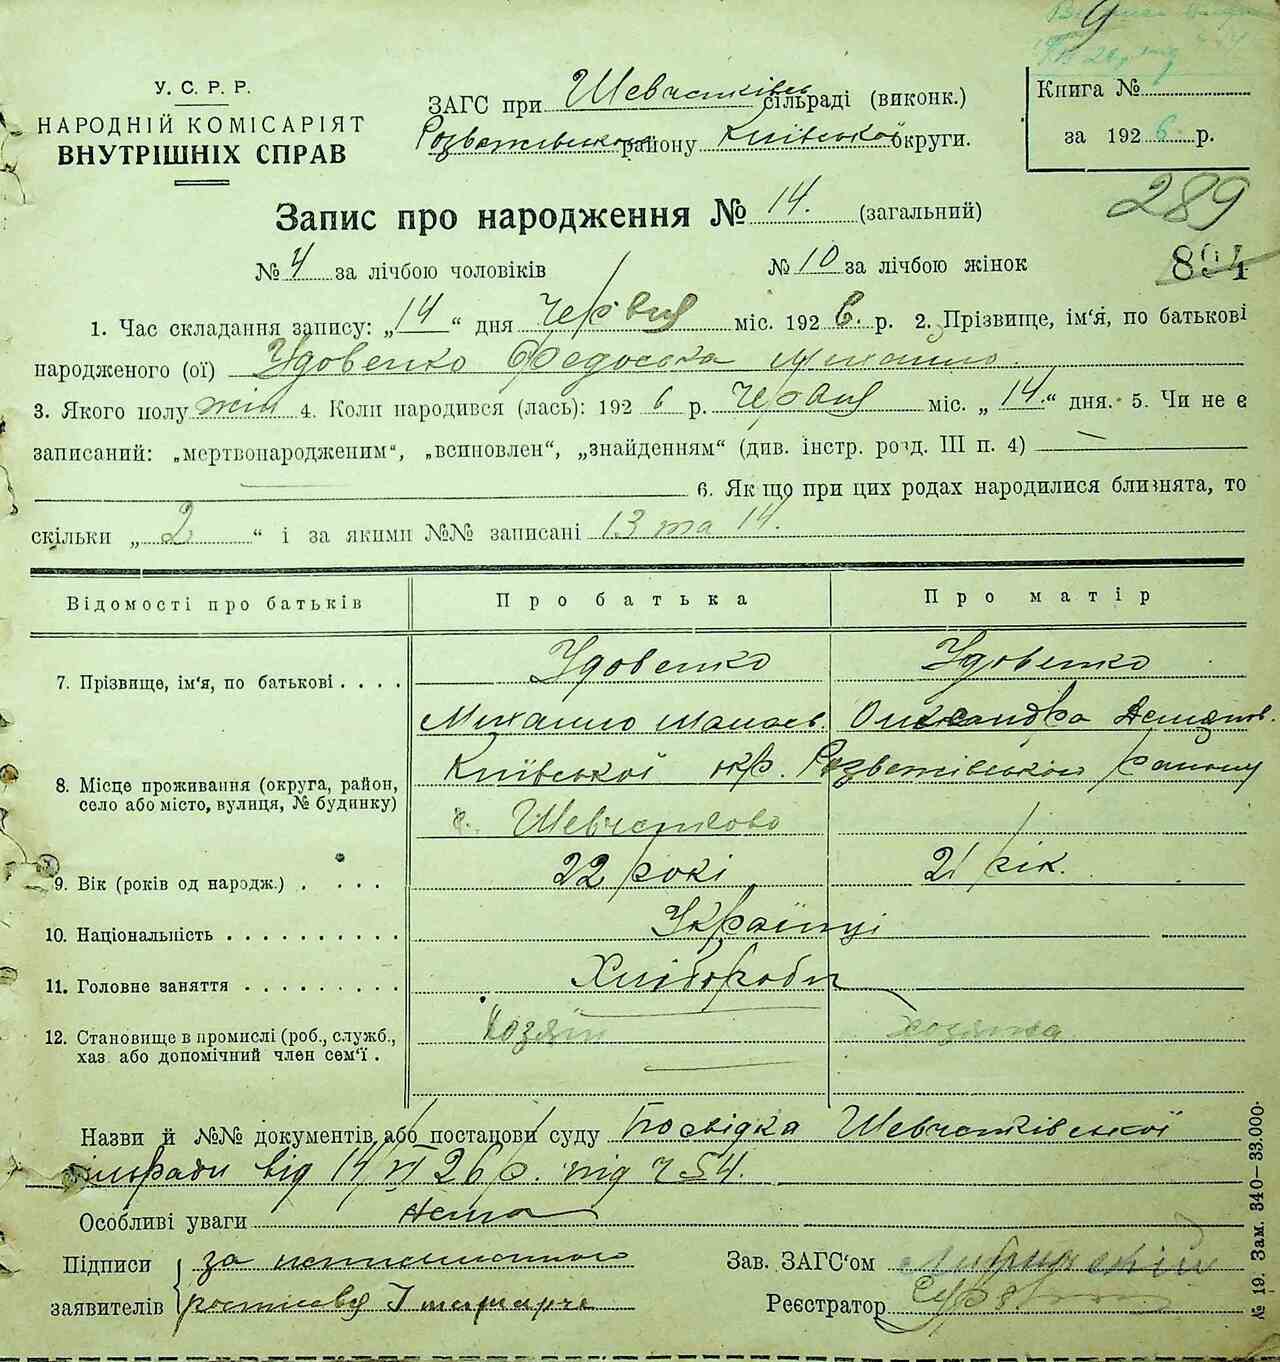 У. С. Р. Р.
НАРОДНІЙ КОМІСАРІЯТ
ВНУТРІШНІХ СПРАВ
ЗАГС при Шевченківс сільраді (виконк.)
району Київської округи.
Книга №
за 1926 р.
Запис про народження № 14. (загальний)
289
894
№ 4 за лічбою чоловіків № 10 за лічбою жінок
1. Час складання запису: „14“ дня Червня міс. 1926. р. 2. Прізвище, ім‘я, по батькові
народженого (ої) Удовенко Федоська Михайло.
3. Якого полу жін 4. Коли народився (лась): 1926 р. Червня міс. „14.“ дня. 5. Чи не є
записаний: „мертвонародженим“, „всиновлен“, „знайденням“ (див. інстр. розд. III п. 4) —
6. Як що при цих родах народилися близнята, то
скільки „2“ і за якими №№ записані 13 та 14.
Відомості про батьків Про батька Про матір
7. Прізвище, ім‘я, по батькові . . . . Удовенко Удовенко
Михайло Олександра
8. Місце проживання (округа, район, село або місто, вулиця, № будинку) Київської окр. Розважівськой району
с. Шевченково
9. Вік (років од народж.) . . . . 22 рокі 21 рік.
10. Національність . . . . . . . . . . Українці
11. Головне заняття . . . . . . . . . Хлібороби
12. Становище в промислі (роб., служб., хаз. або допомічний член сем‘ї . Хозяїн хозяйка
Назви й №№ документів або постанови суду Посвідка Шевченківської
сільради від 14/VI 26 р. під ч 54.
Особливі уваги Нема
Підписи заявителів за неписьменного
Зав. ЗАГС‘ом
Реєстратор
№ 19. Зам. 340—33.000.